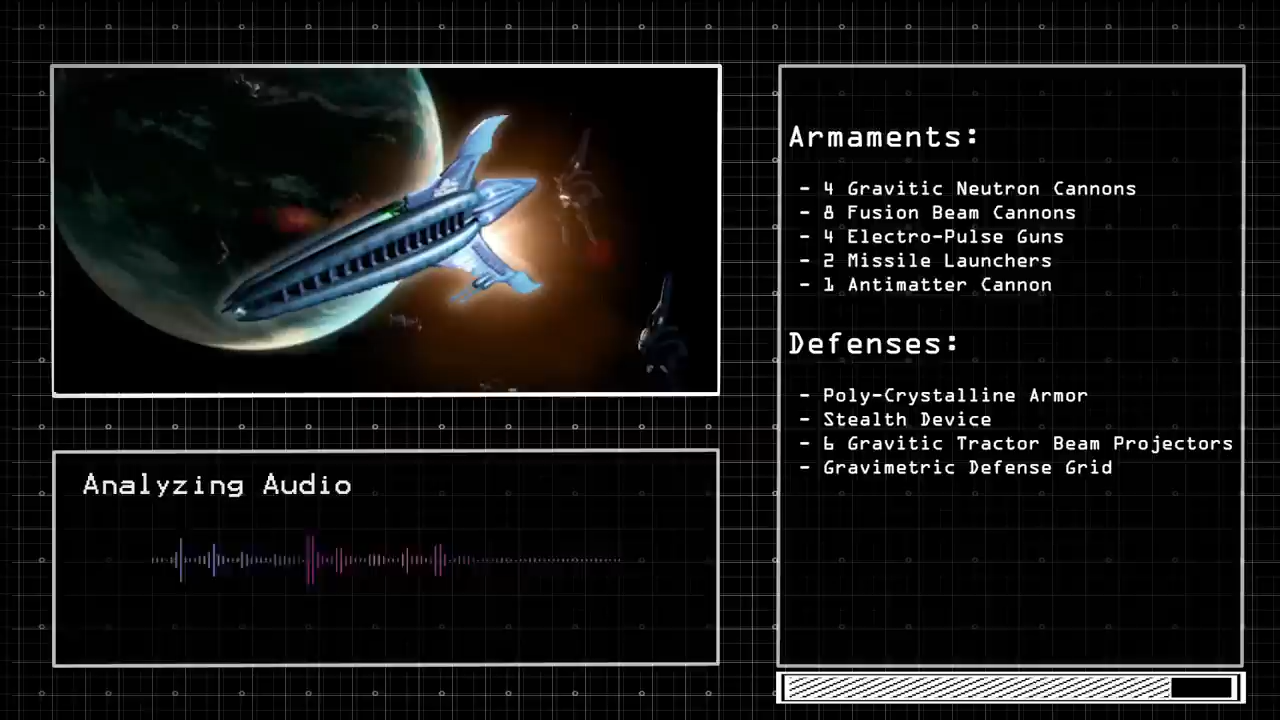 Armaments:
- 4 Gravitic Neutron Cannons
- 8 Fusion Beam Cannons
- 4 Electro-Pulse Guns
- 2 Missile Launchers
- 1 Antimatter Cannon
Defenses:
- Poly-Crystalline Armor
- Stealth Device
- 6 Gravitic Tractor Beam Projectors
- Gravimetric Defense Grid
Analyzing Audio